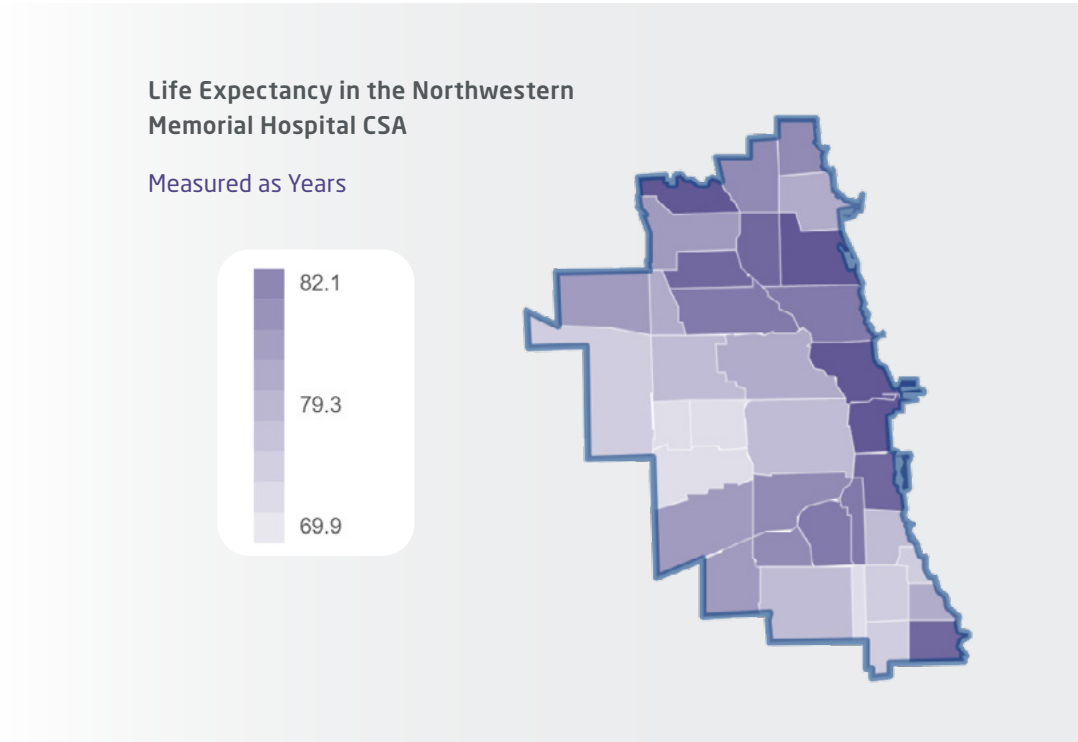 Life Expectancy in the Northwestern
Memorial Hospital CSA
Measured as Years
82.1
79.3
69.9